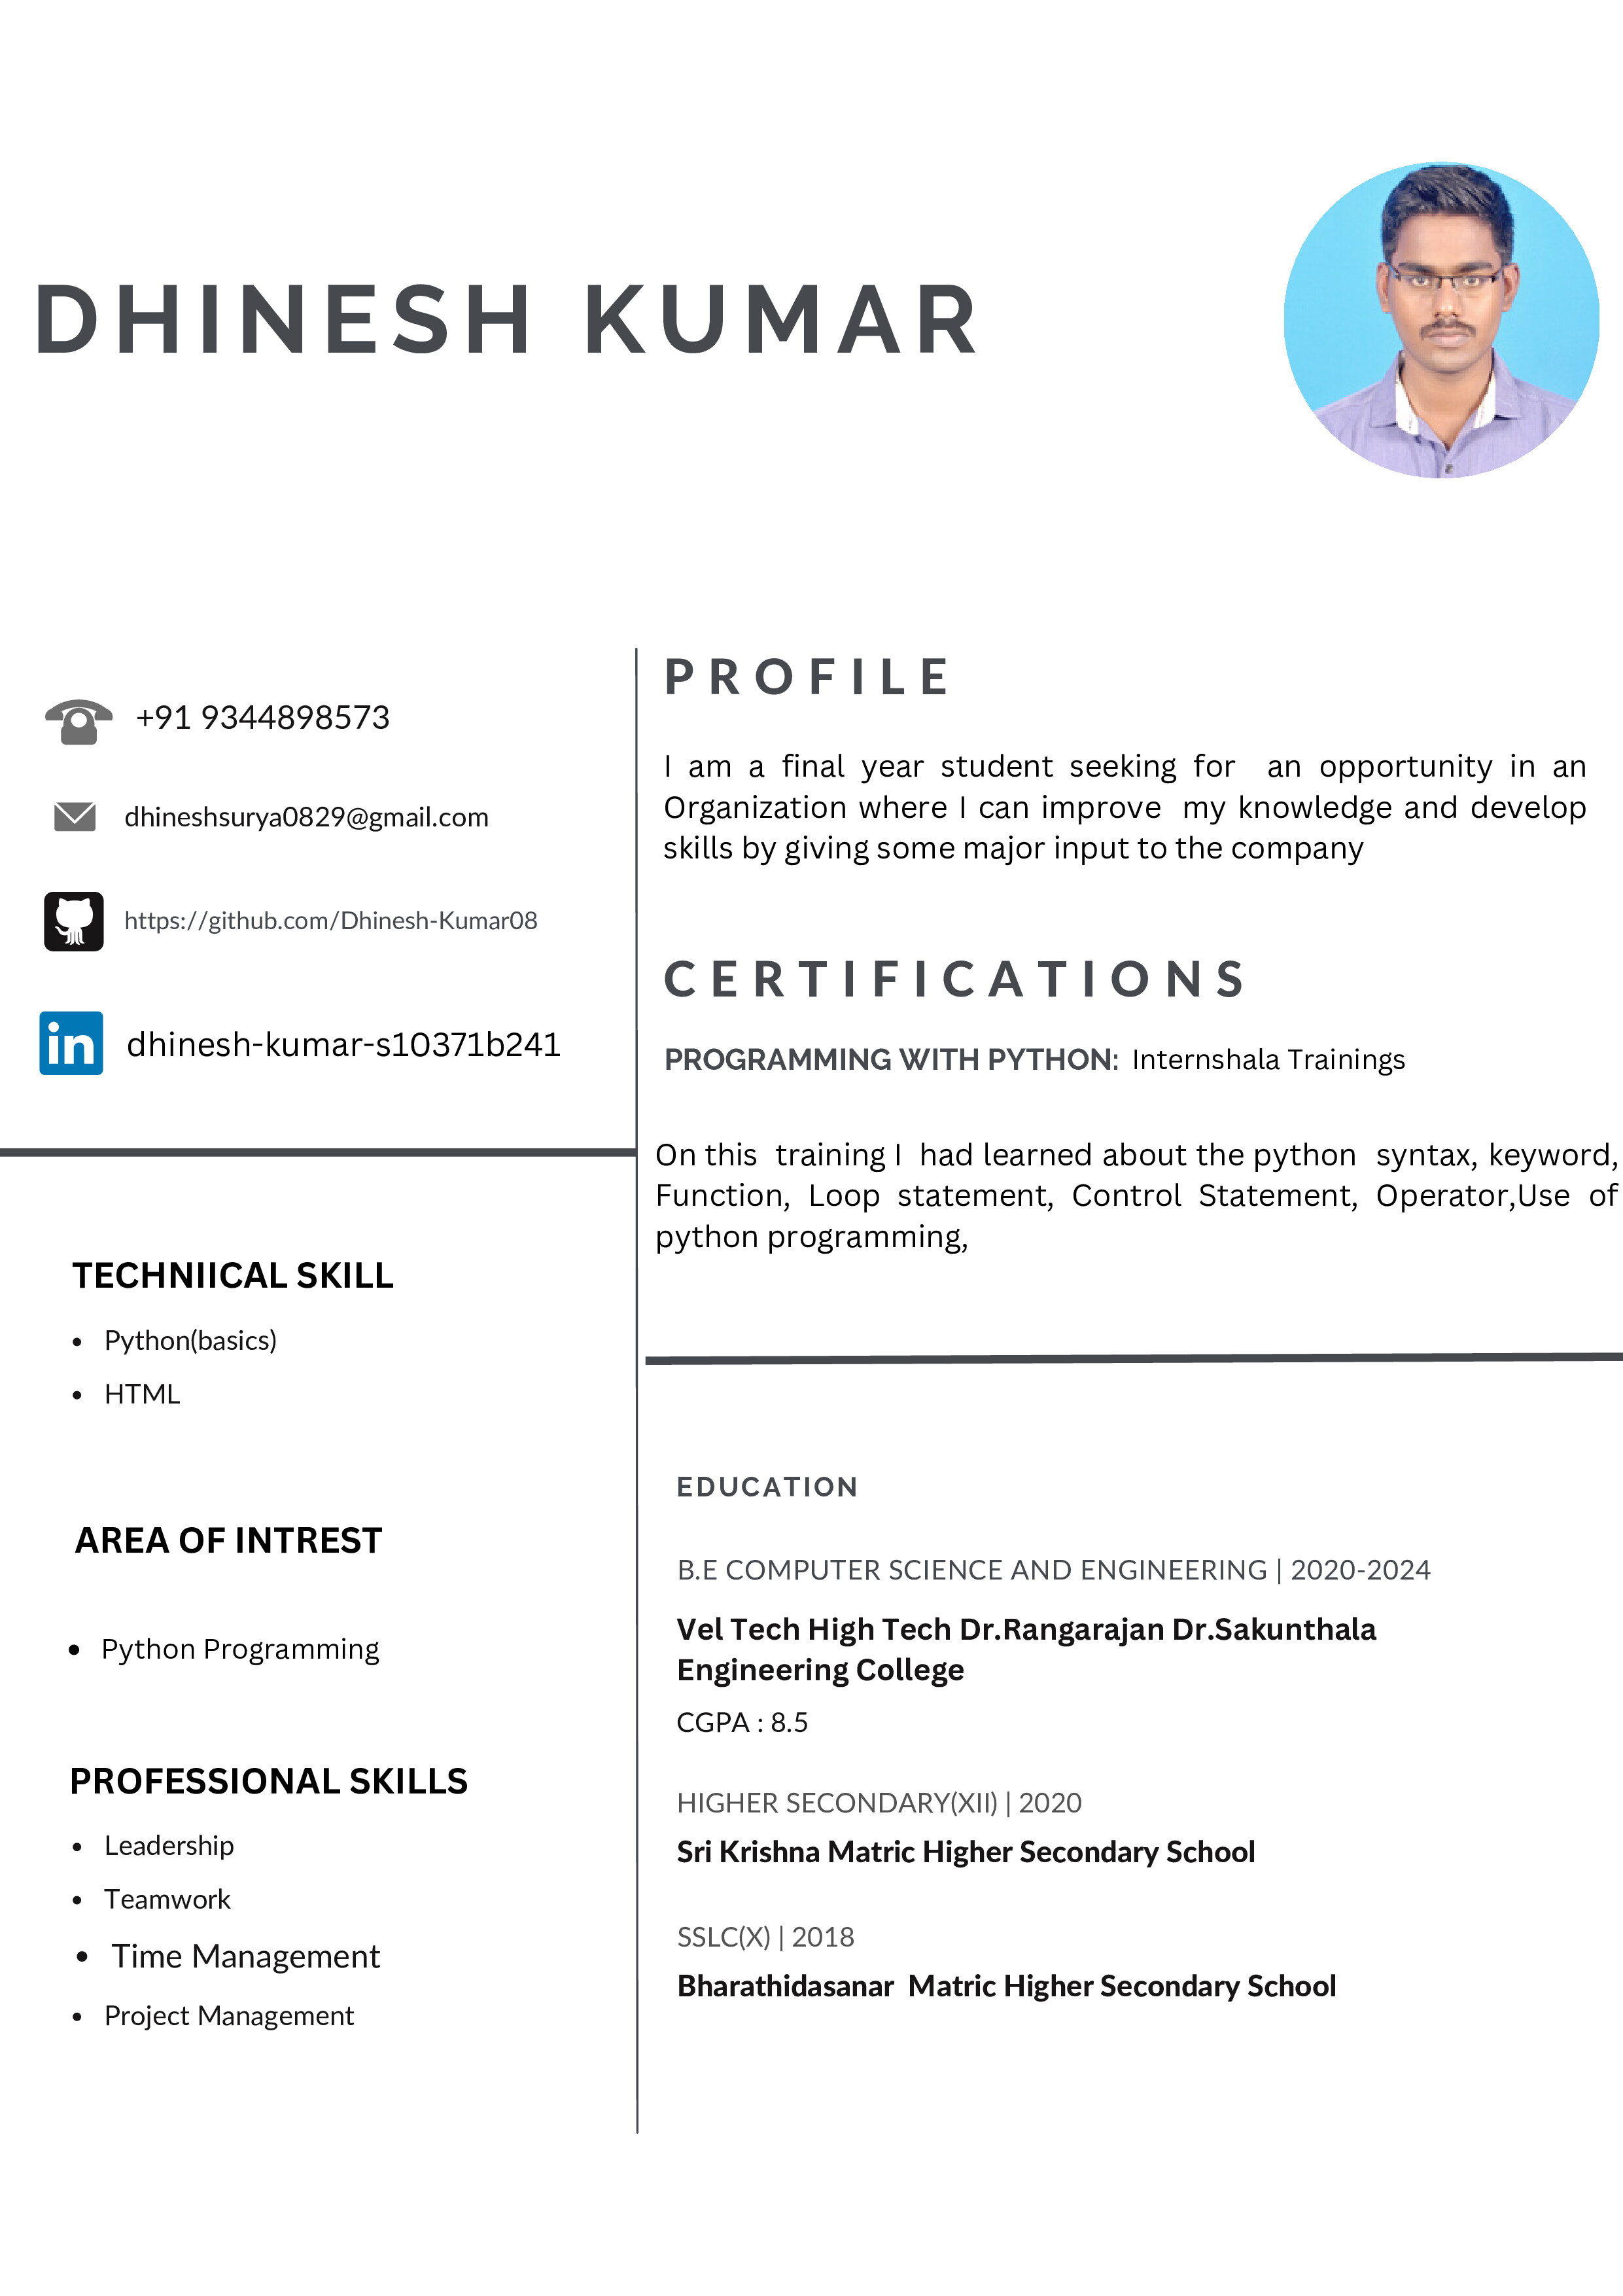 DHINESH KUMAR
+91 9344898573
dhineshsurya0829@gmail.com
https://github.com/Dhinesh-Kumar08
in dhinesh-kumar-s10371b241
TECHNIICAL SKILL
• Python(basics)
• HTML
AREA OF INTREST
• Python Programming
PROFESSIONAL SKILLS
• Leadership
• Teamwork
• Time Management
• Project Management
PROFILE
I am a final year student seeking for an opportunity in an
Organization where I can improve my knowledge and develop
skills by giving some major input to the company
CERTIFICATIONS
PROGRAMMING WITH PYTHON: Internshala Trainings
On this training I had learned about the python syntax, keyword,
Function, Loop statement, Control Statement, Operator,Use of
python programming,
EDUCATION
B.E COMPUTER SCIENCE AND ENGINEERING | 2020-2024
Vel Tech High Tech Dr.Rangarajan Dr.Sakunthala
Engineering College
CGPA : 8.5
HIGHER SECONDARY(XII) | 2020
Sri Krishna Matric Higher Secondary School
SSLC(X) | 2018
Bharathidasanar Matric Higher Secondary School